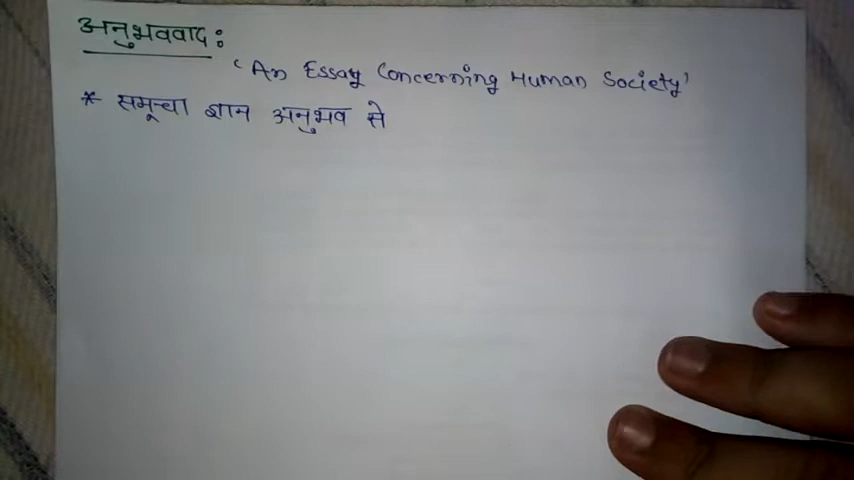 अनुभववाद :
'An Essay Concerning Human Society'
* समूचा ज्ञान अनुभव से